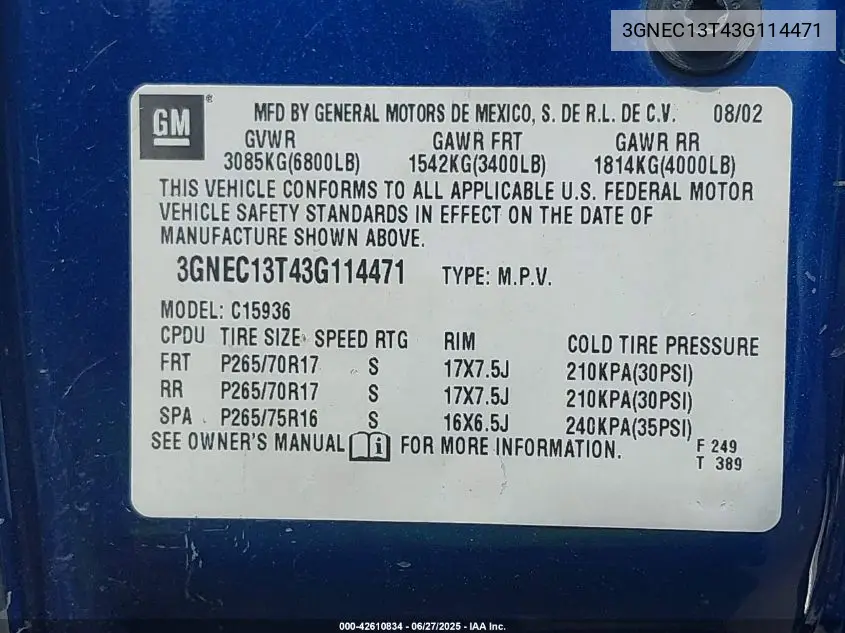 3GNEC13T43G114471
GM® MFD BY GENERAL MOTORS DE MEXICO, S. DE R.L. DE C.V. 08/02
GVWR GAWR FRT GAWR RR
3085KG(6800LB) 1542KG(3400LB) 1814KG(4000LB)
THIS VEHICLE CONFORMS TO ALL APPLICABLE U.S. FEDERAL MOTOR
VEHICLE SAFETY STANDARDS IN EFFECT ON THE DATE OF
MANUFACTURE SHOWN ABOVE.
3GNEC13T43G114471 TYPE: M.P.V.
MODEL: C15936
CPDU TIRE SIZE SPEED RTG RIM COLD TIRE PRESSURE
FRT P265/70R17 S 17X7.5J 210KPA(30PSI)
RR P265/70R17 S 17X7.5J 210KPA(30PSI)
SPA P265/75R16 S 16X6.5J 240KPA(35PSI)
SEE OWNER'S MANUAL i FOR MORE INFORMATION.
F 249
T 389
000-42610834 - 06/27/2025 - IAA Inc.